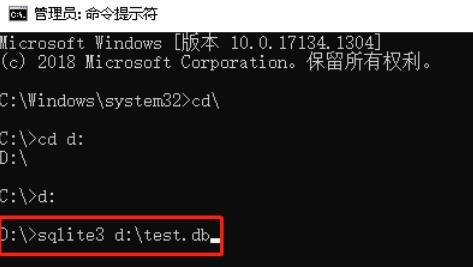 管理员: 命令提示符
Microsoft Windows [版本 10.0.17134.1304]
(c) 2018 Microsoft Corporation。保留所有权利。
C:\Windows\system32>cd\
C:\>cd d:
D:\
C:\>d:
D:\>sqlite3 d:\test.db